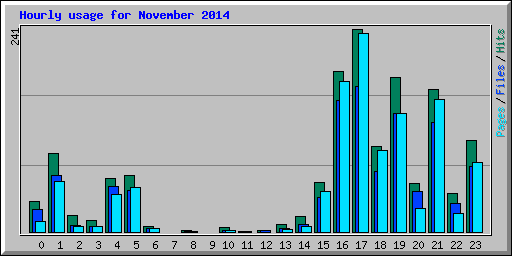 Hourly usage for November 2014
241
Pages/Files/Hits
0 1 2 3 4 5 6 7 8 9 10 11 12 13 14 15 16 17 18 19 20 21 22 23